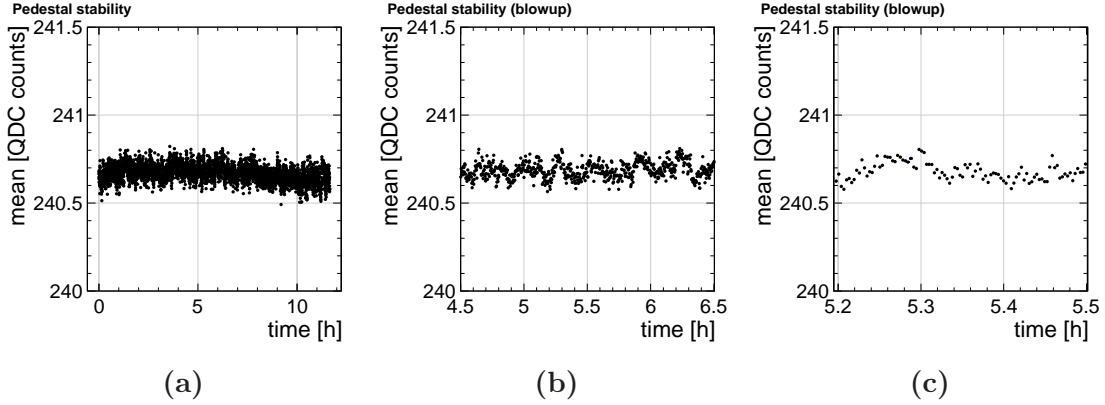 Pedestal stability
mean [QDC counts]
241.5
241
240.5
240
0
5
10
time [h]
(a)
Pedestal stability (blowup)
mean [QDC counts]
241.5
241
240.5
240
4.5
5
5.5
6
6.5
time [h]
(b)
Pedestal stability (blowup)
mean [QDC counts]
241.5
241
240.5
240
5.2
5.3
5.4
5.5
time [h]
(c)